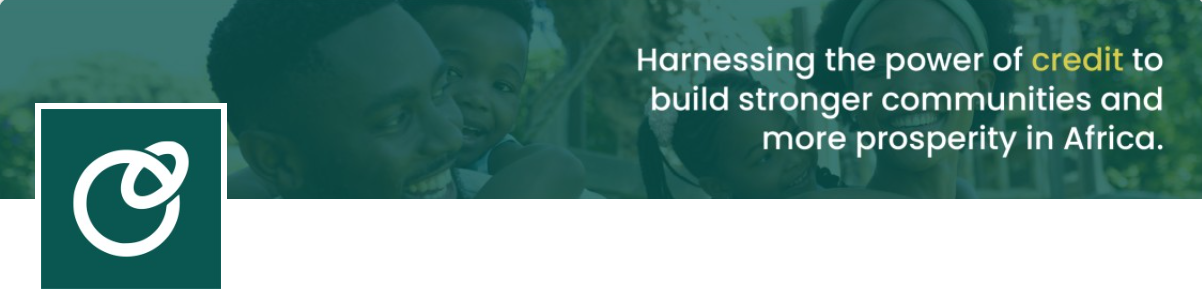 Harnessing the power of credit to
build stronger communities and
more prosperity in Africa.